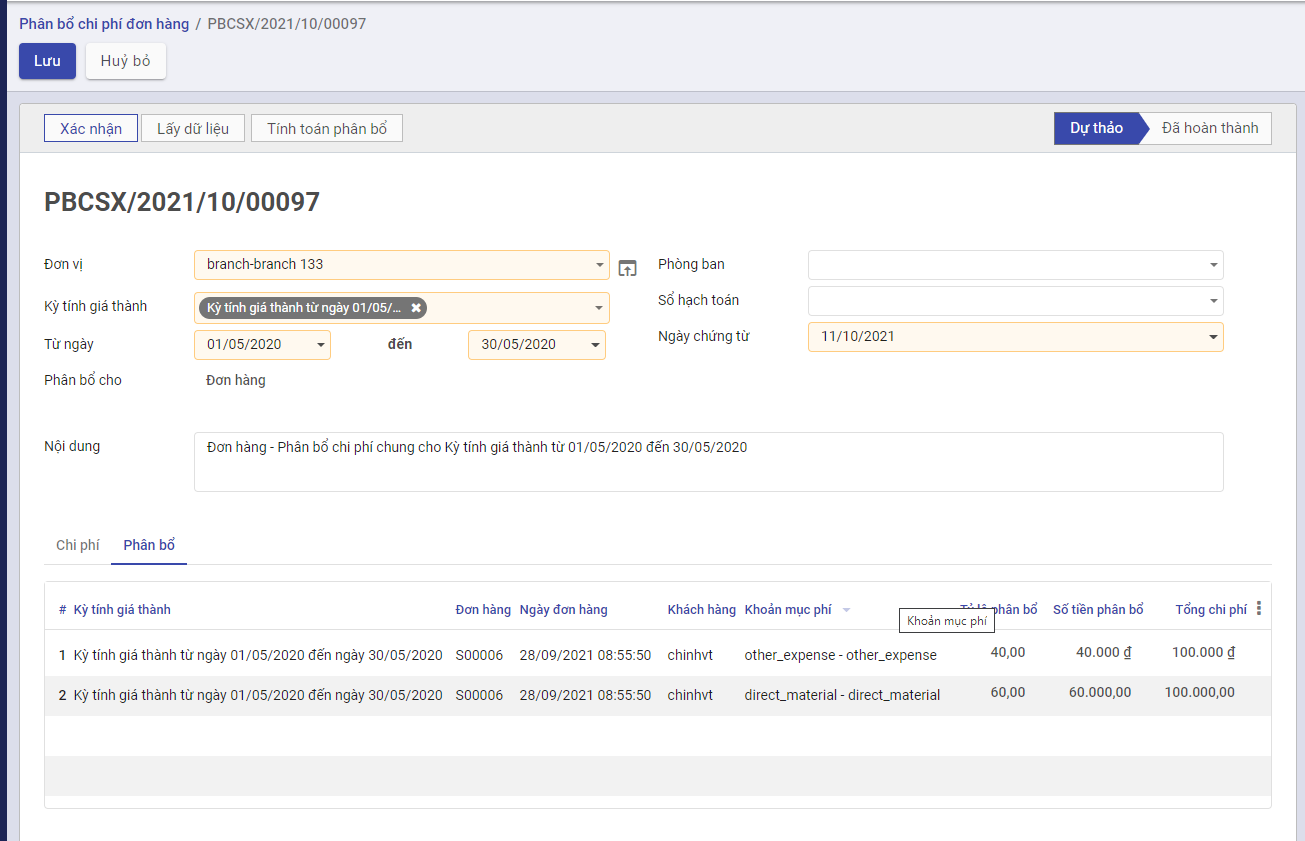 Phân bổ chi phí đơn hàng / PBCSX/2021/10/00097
Lưu Huỷ bỏ
Xác nhận Lấy dữ liệu Tính toán phân bổ Dự thảo Đã hoàn thành
PBCSX/2021/10/00097
Đơn vị branch-branch 133 Phòng ban
Kỳ tính giá thành Kỳ tính giá thành từ ngày 01/05/... Sổ hạch toán
Từ ngày 01/05/2020 đến 30/05/2020 Ngày chứng từ 11/10/2021
Phân bổ cho Đơn hàng
Nội dung Đơn hàng - Phân bổ chi phí chung cho Kỳ tính giá thành từ 01/05/2020 đến 30/05/2020
Chi phí Phân bổ
# Kỳ tính giá thành Đơn hàng Ngày đơn hàng Khách hàng Khoản mục phí phân bổ Số tiền phân bổ Tổng chi phí
Khoản mục phí
1 Kỳ tính giá thành từ ngày 01/05/2020 đến ngày 30/05/2020 S00006 28/09/2021 08:55:50 chinhvt other_expense - other_expense 40,00 40.000 ₫ 100.000 ₫
2 Kỳ tính giá thành từ ngày 01/05/2020 đến ngày 30/05/2020 S00006 28/09/2021 08:55:50 chinhvt direct_material - direct_material 60,00 60.000,00 100.000,00